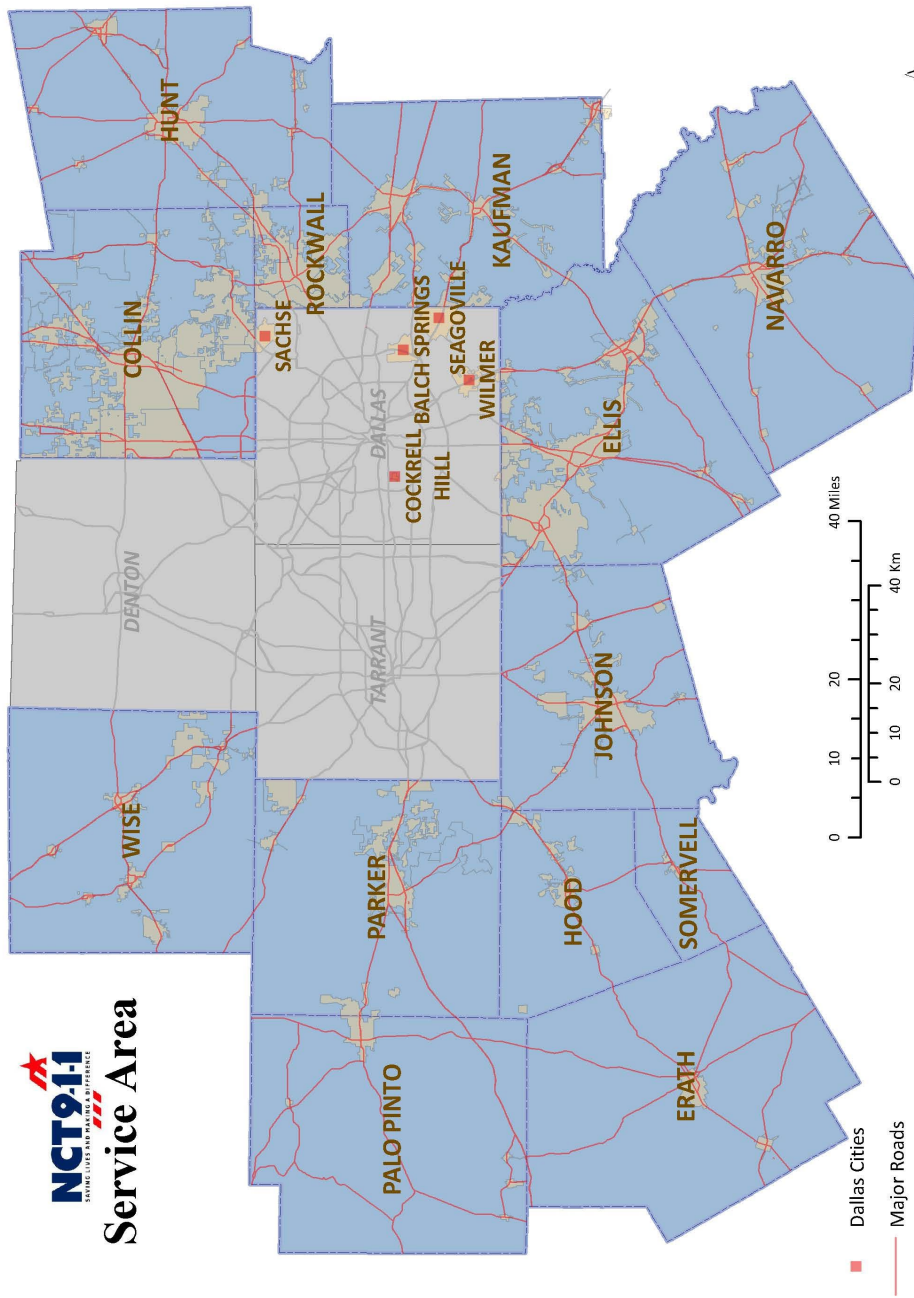 NCT9-1-1
SAVING LIVES AND MAKING A DIFFERENCE
Service Area
WISE
DENTON
COLLIN
HUNT
SACHSE
ROCKWALL
PALO PINTO
PARKER
TARRANT
DALLAS
COCKRELL
HILL
BALCH SPRINGS
SEAGOVILLE
WILMER
KAUFMAN
HOOD
JOHNSON
ELLIS
NAVARRO
ERATH
SOMERVELL
0 10 20 40 Miles
0 10 20 40 Km
Dallas Cities
Major Roads